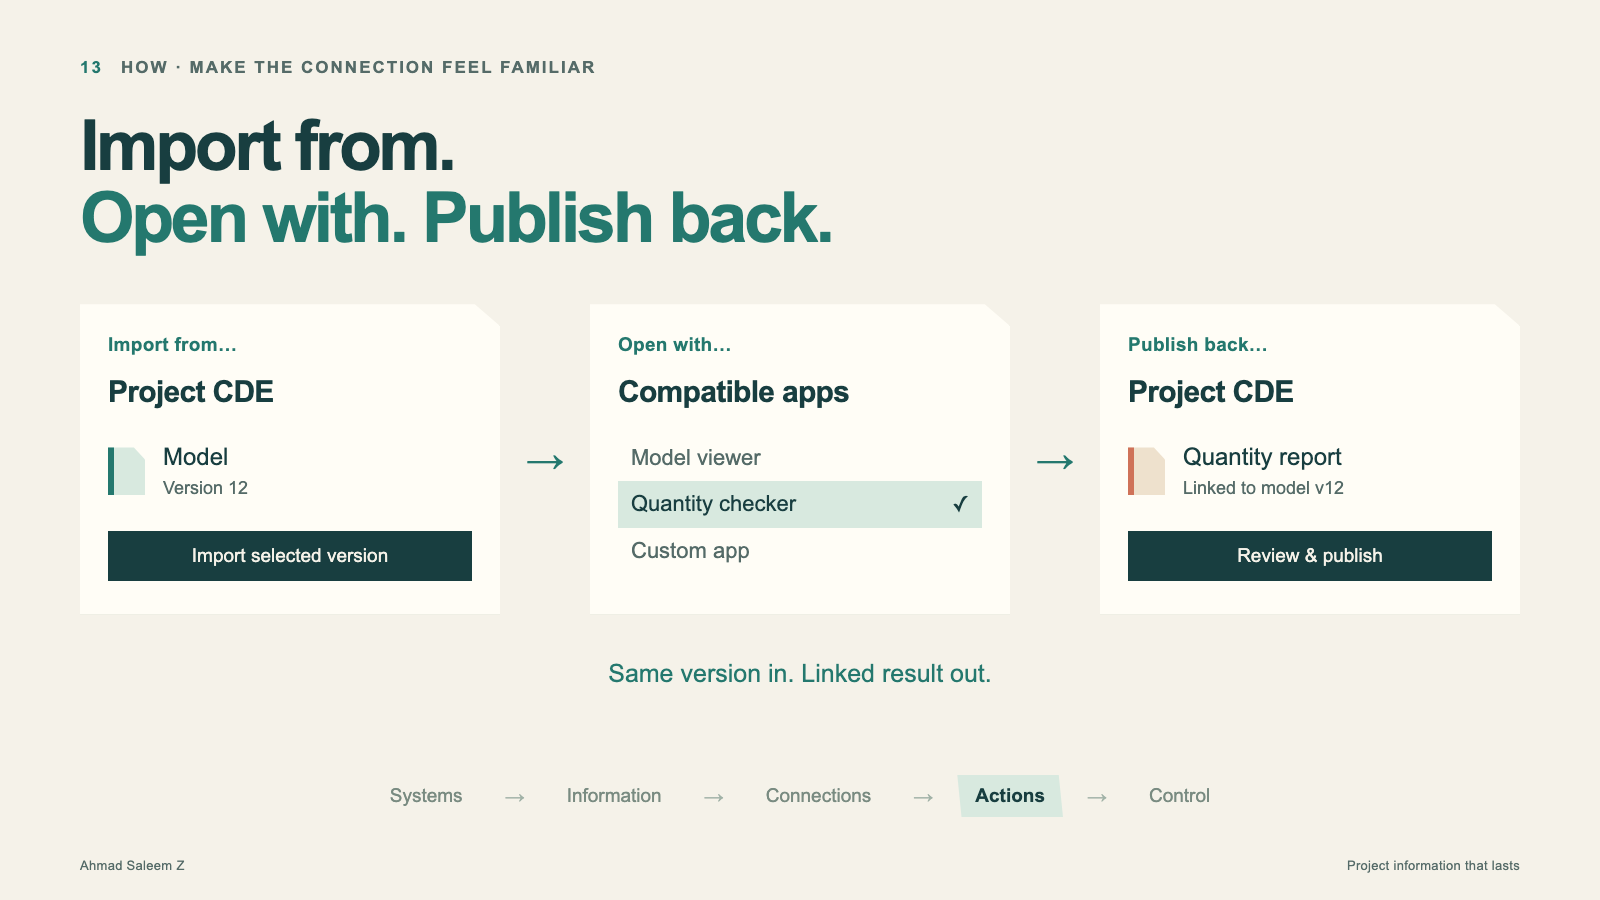 13 HOW · MAKE THE CONNECTION FEEL FAMILIAR
Import from.
Open with. Publish back.
Import from...
Project CDE
Model
Version 12
Import selected version
→
Open with...
Compatible apps
Model viewer
Quantity checker ✓
Custom app
→
Publish back...
Project CDE
Quantity report
Linked to model v12
Review & publish
Same version in. Linked result out.
Systems → Information → Connections → Actions → Control
Ahmad Saleem Z
Project information that lasts